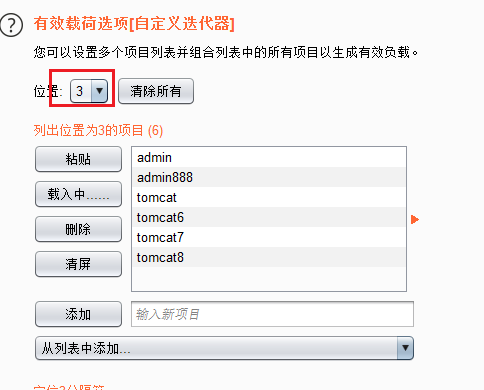 ?
有效载荷选项[自定义迭代器]
您可以设置多个项目列表并组合列表中的所有项目以生成有效负载。
位置: 3 清除所有
列出位置为3的项目 (6)
粘贴
载入中......
删除
清屏
admin
admin888
tomcat
tomcat6
tomcat7
tomcat8
添加 输入新项目
从列表中添加...